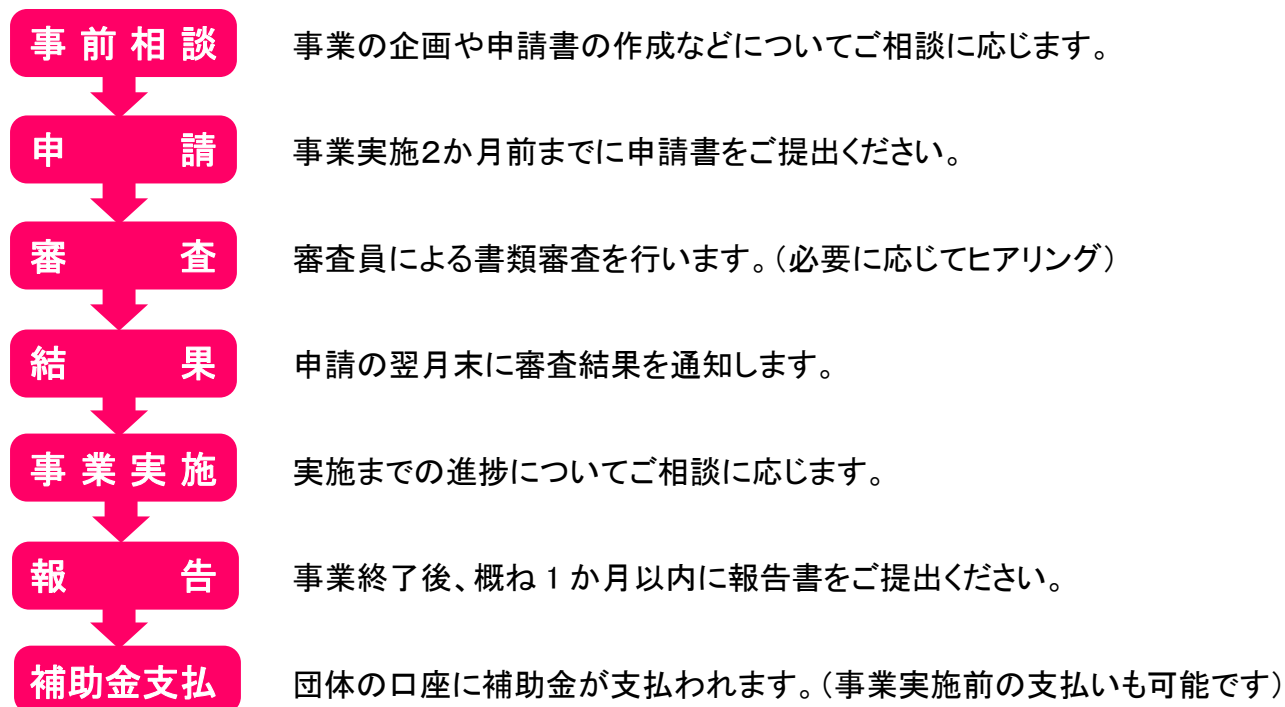 事前相談 事業の企画や申請書の作成などについてご相談に応じます。
申請 事業実施２か月前までに申請書をご提出ください。
審査 審査員による書類審査を行います。（必要に応じてヒアリング）
結果 申請の翌月末に審査結果を通知します。
事業実施 実施までの進捗についてご相談に応じます。
報告 事業終了後、概ね 1 か月以内に報告書をご提出ください。
補助金支払 団体の口座に補助金が支払われます。（事業実施前の支払いも可能です）